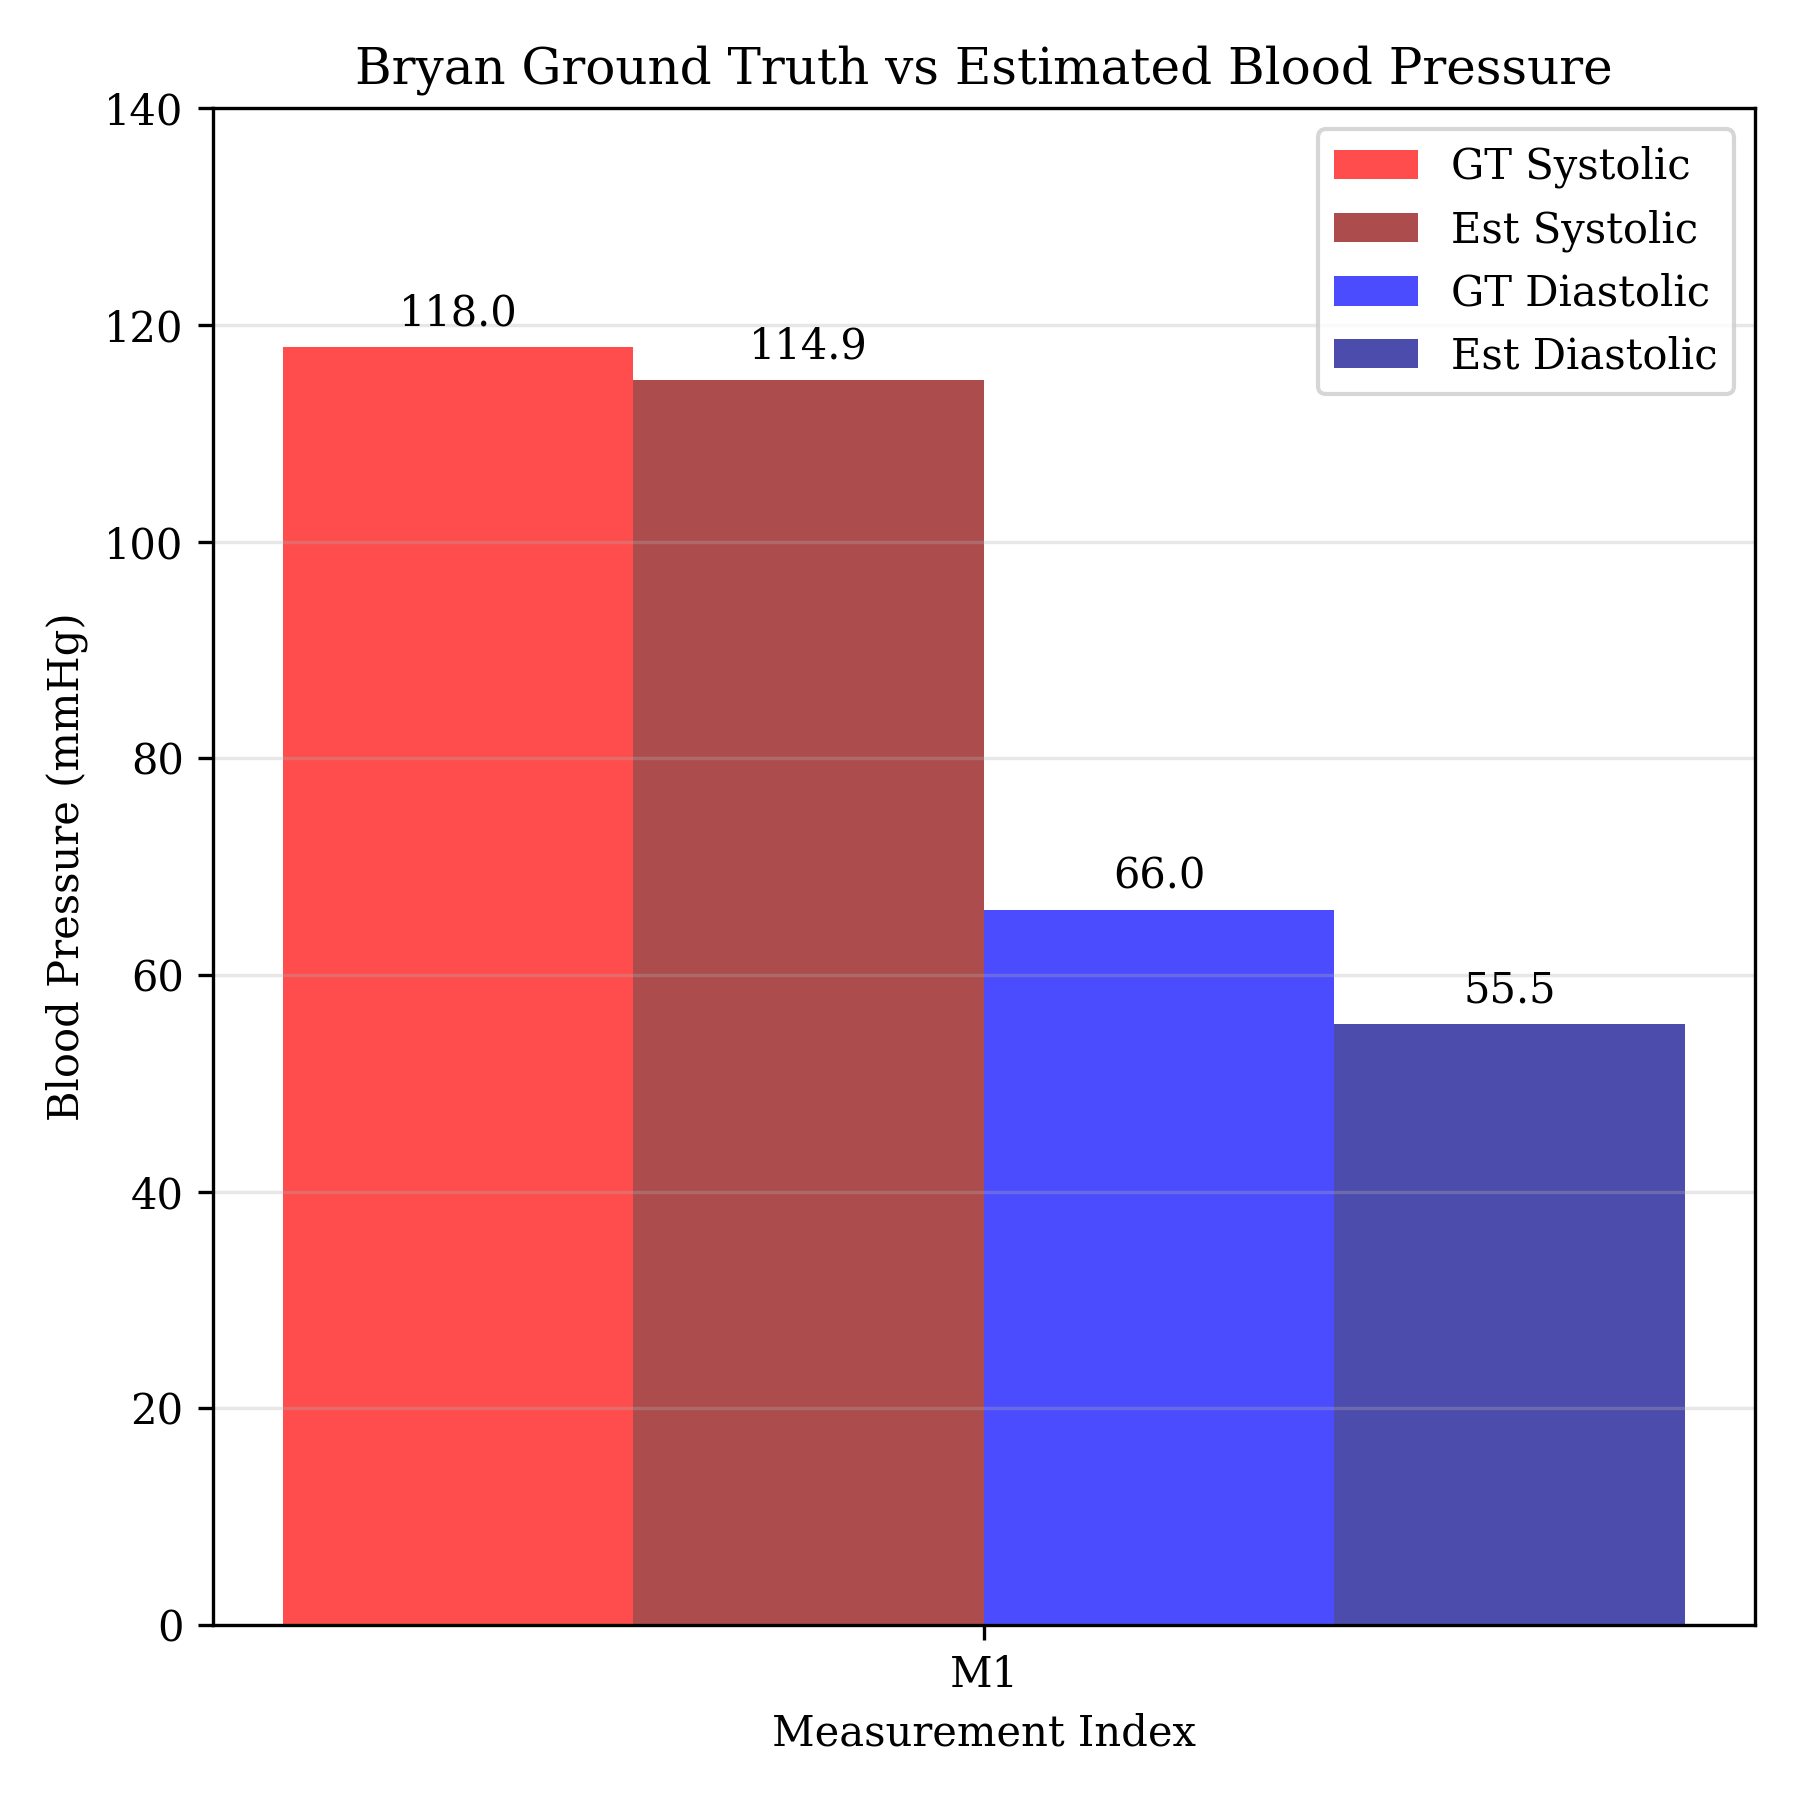 Bryan Ground Truth vs Estimated Blood Pressure
140
120
100
80
60
40
20
0
Blood Pressure (mmHg)
GT Systolic
Est Systolic
GT Diastolic
Est Diastolic
118.0
114.9
66.0
55.5
M1
Measurement Index